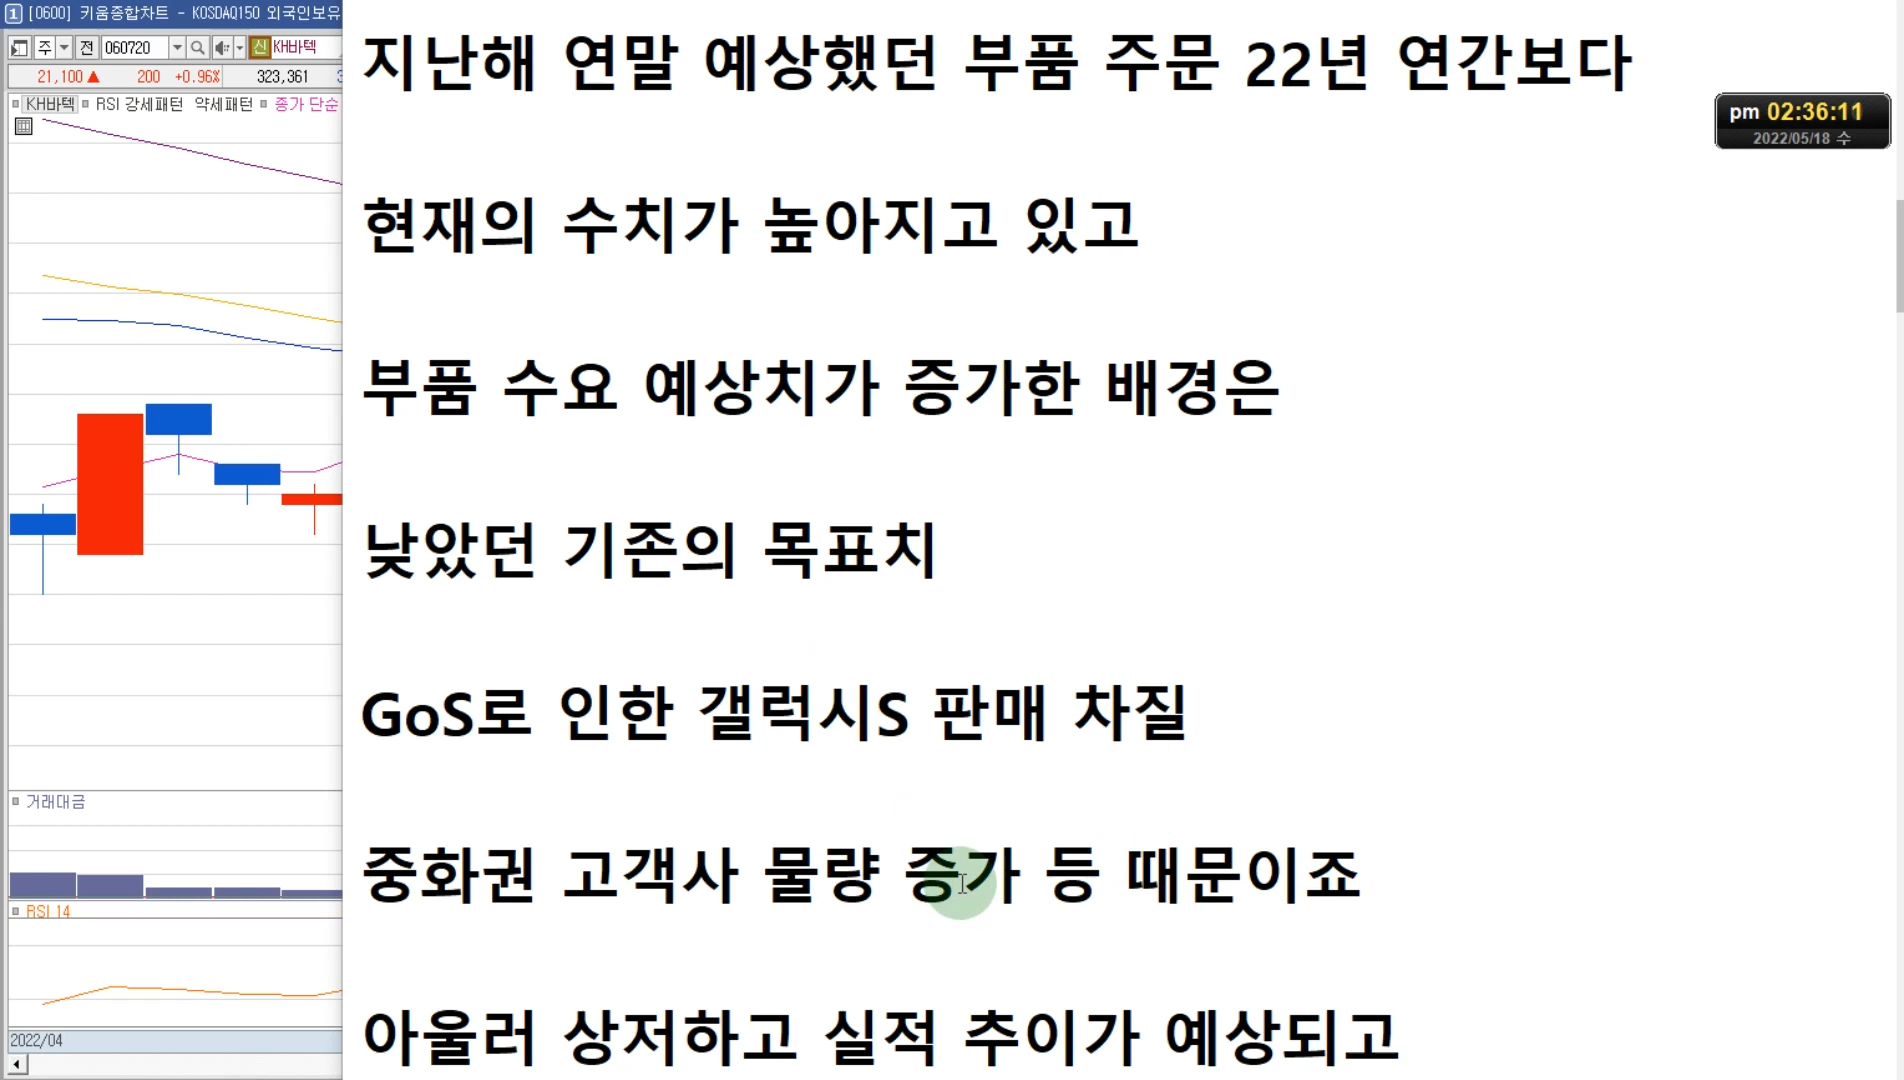 1 [0600] 키움종합차트 - KOSDAQ150 외국인보유
주 전 060720 신 KH바텍
21,100 ▲ 200 +0.96% 323,361
KH바텍 RSI 강세패턴 약세패턴 종가 단순
거래대금
RSI 14
2022/04
지난해 연말 예상했던 부품 주문 22년 연간보다
현재의 수치가 높아지고 있고
부품 수요 예상치가 증가한 배경은
낮았던 기존의 목표치
GoS로 인한 갤럭시S 판매 차질
중화권 고객사 물량 증가 등 때문이죠
아울러 상저하고 실적 추이가 예상되고
pm 02:36:11
2022/05/18 수